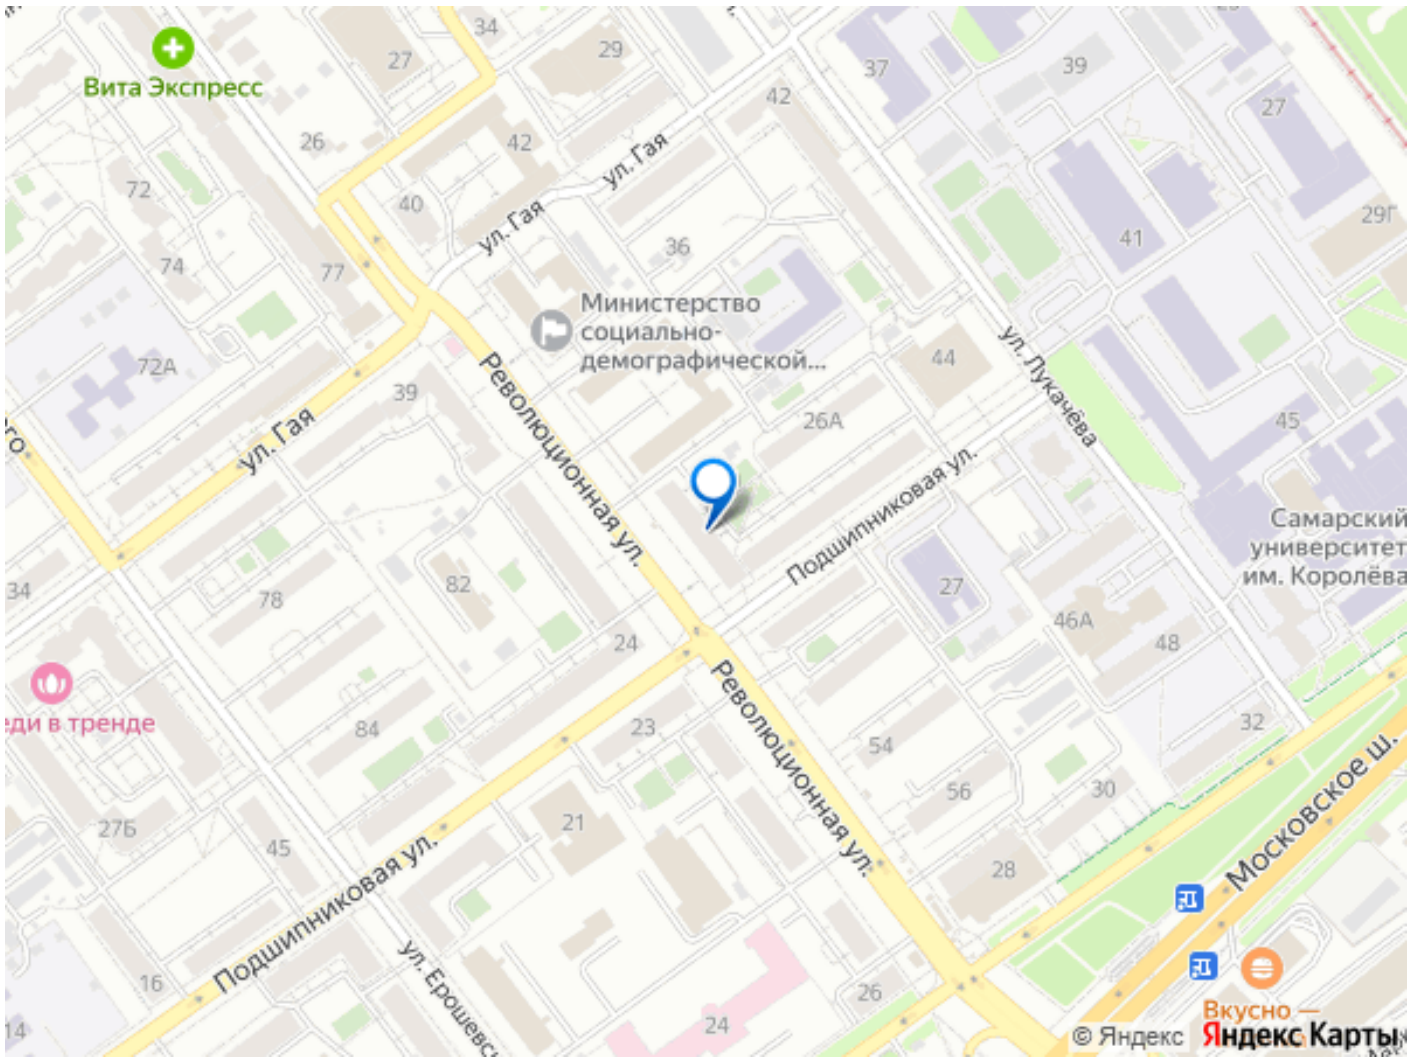 34
29
27
Вита Экспресс
37
39
27
42
26
42
ул. Гая
72
40
ул. Гая
29Г
41
36
74
77
Министерство
социально-
демографической...
72А
39
44
ул. Лукачёва
Революционная ул.
26А
45
ул. Гая
го
Подшипниковая ул.
Самарский
университет
им. Королёва
34
78
82
27
46А
48
24
еди в тренде
84
23
Революционная ул.
54
32
56
30
Московское ш.
27Б
45
21
28
Подшипниковая ул.
16
ул. Ерошевс
26
14
24
Вкусно —
© Яндекс
Яндекс Карты